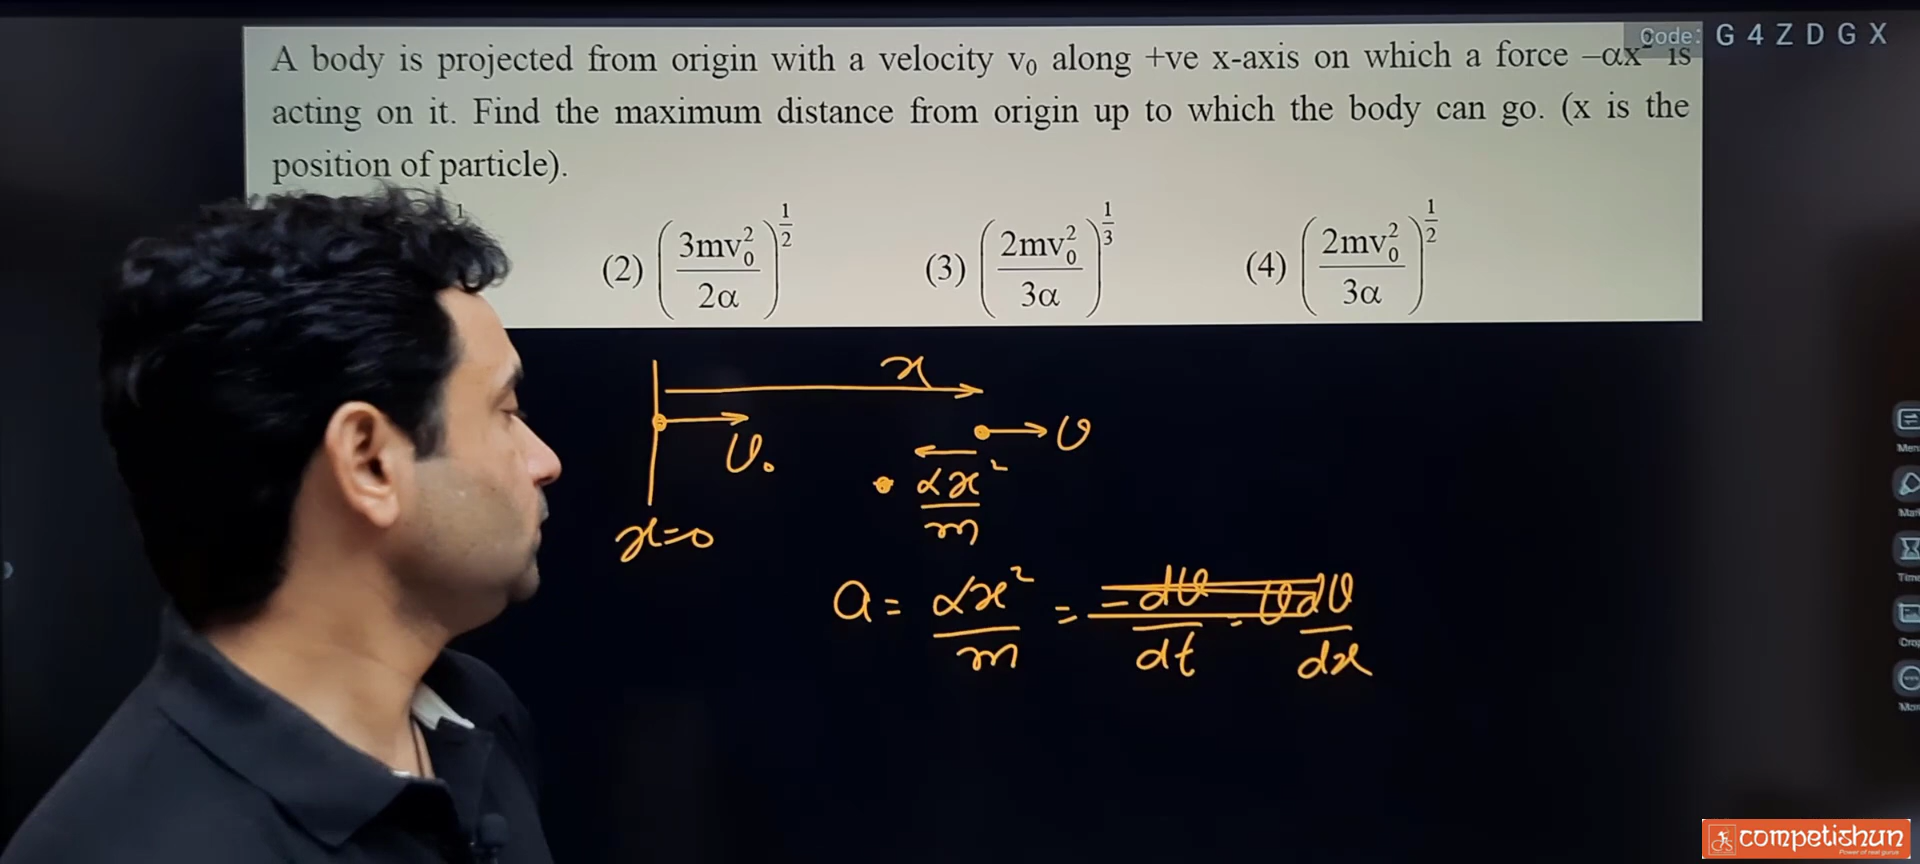 Code: G 4 Z D G X
A body is projected from origin with a velocity v₀ along +ve x-axis on which a force −αx² is
acting on it. Find the maximum distance from origin up to which the body can go. (x is the
position of particle).
1
(2) (3mv₀²/2α)^(1/2) (3) (2mv₀²/3α)^(1/3) (4) (2mv₀²/3α)^(1/2)
x
v₀
v
αx²/m
x=0
a = αx²/m = -dv/dt = vdv/dx
competishun